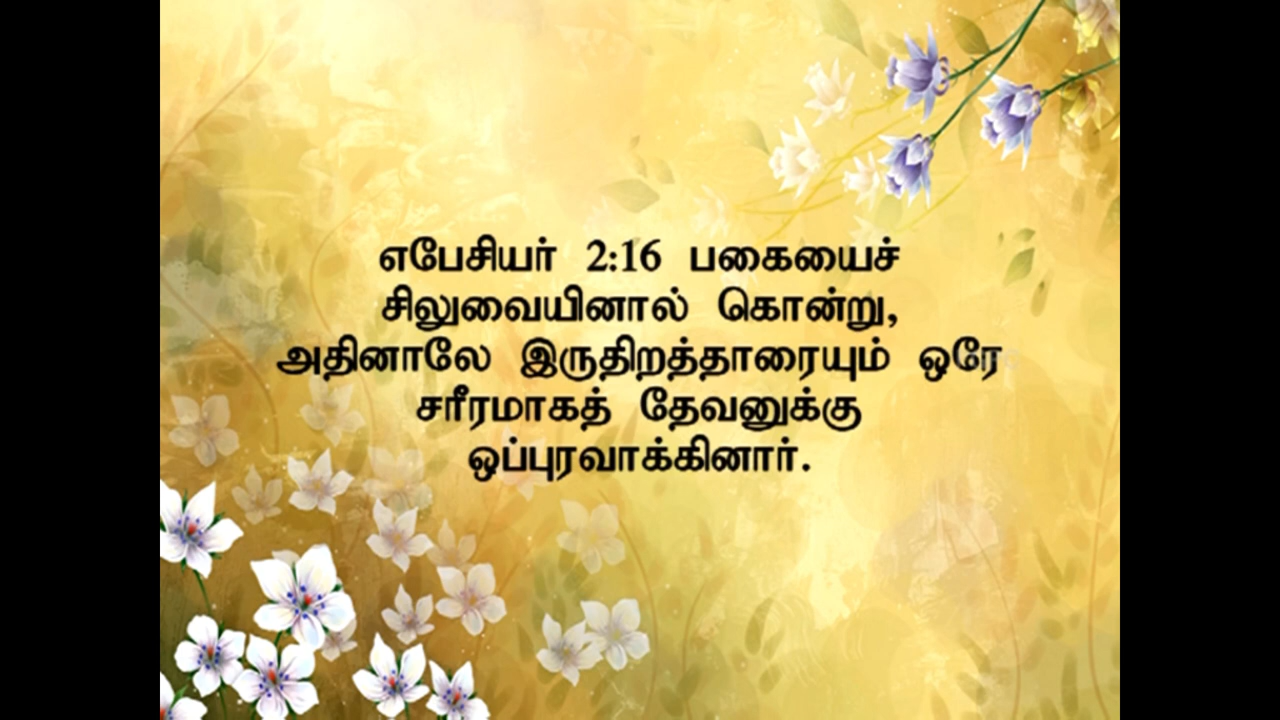 எபேசியர் 2:16 பகையைச்
சிலுவையினால் கொன்று,
அதினாலே இருதிறத்தாரையும் ஒரே
சரீரமாகத் தேவனுக்கு
ஒப்புரவாக்கினார்.